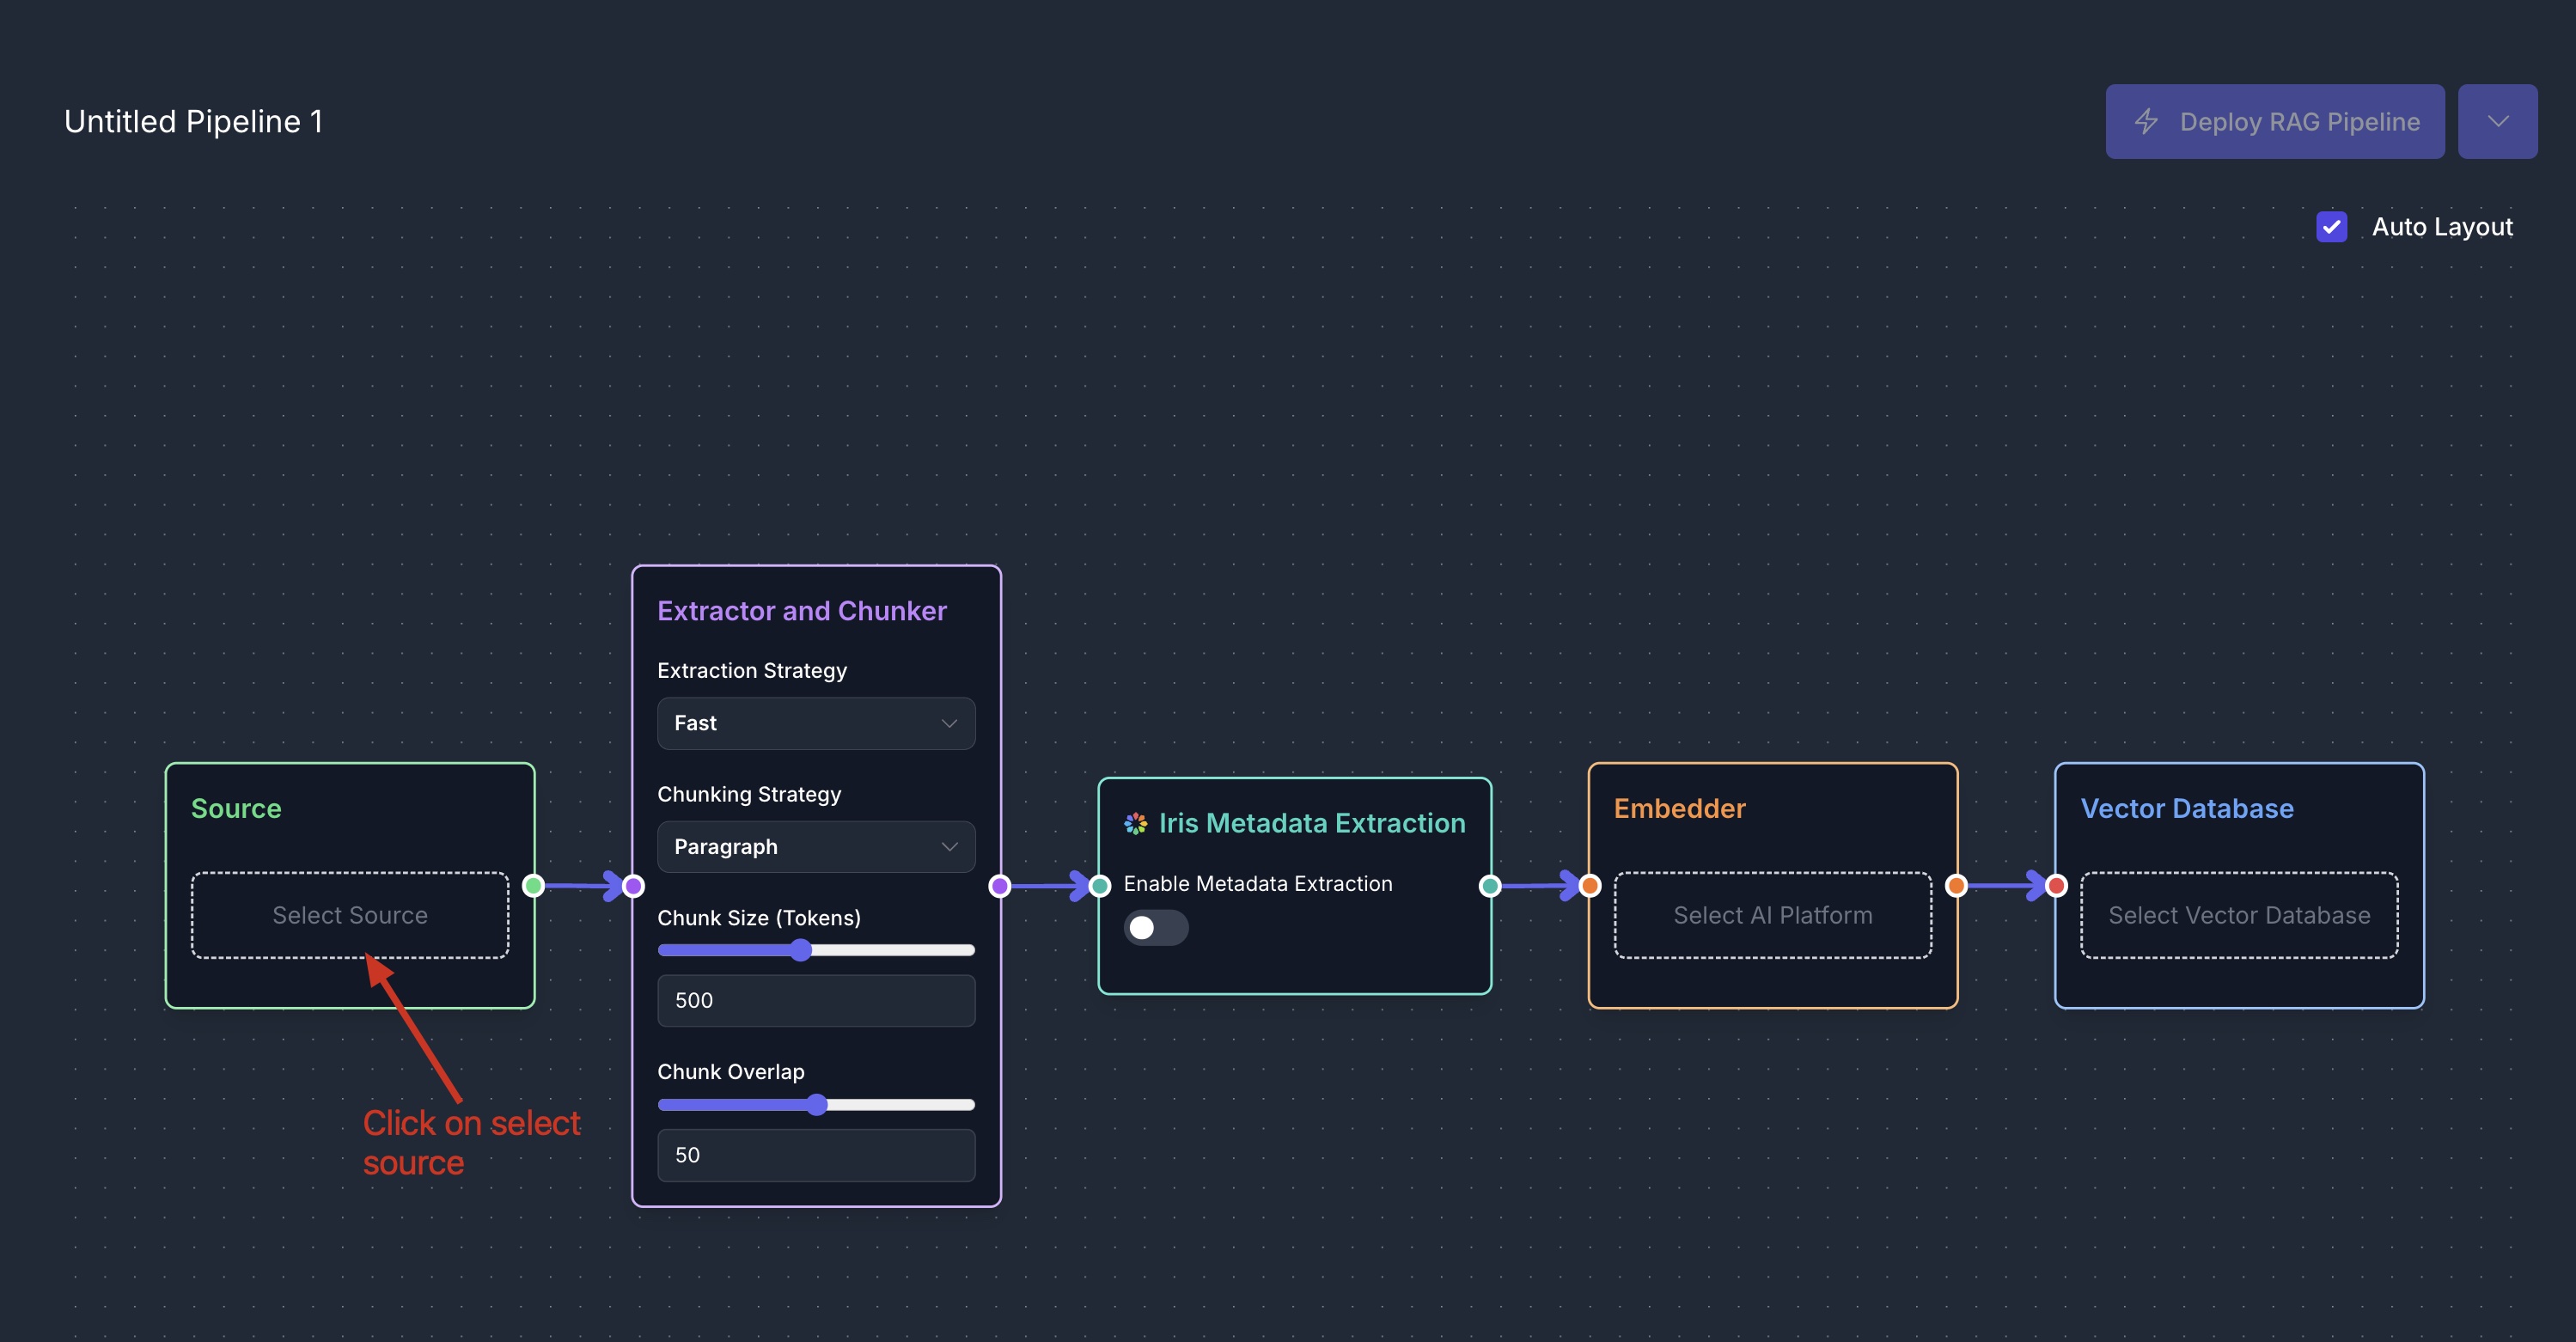 Untitled Pipeline 1
Deploy RAG Pipeline
Auto Layout
Source
Select Source
Click on select
source
Extractor and Chunker
Extraction Strategy
Fast
Chunking Strategy
Paragraph
Chunk Size (Tokens)
500
Chunk Overlap
50
Iris Metadata Extraction
Enable Metadata Extraction
Embedder
Select AI Platform
Vector Database
Select Vector Database